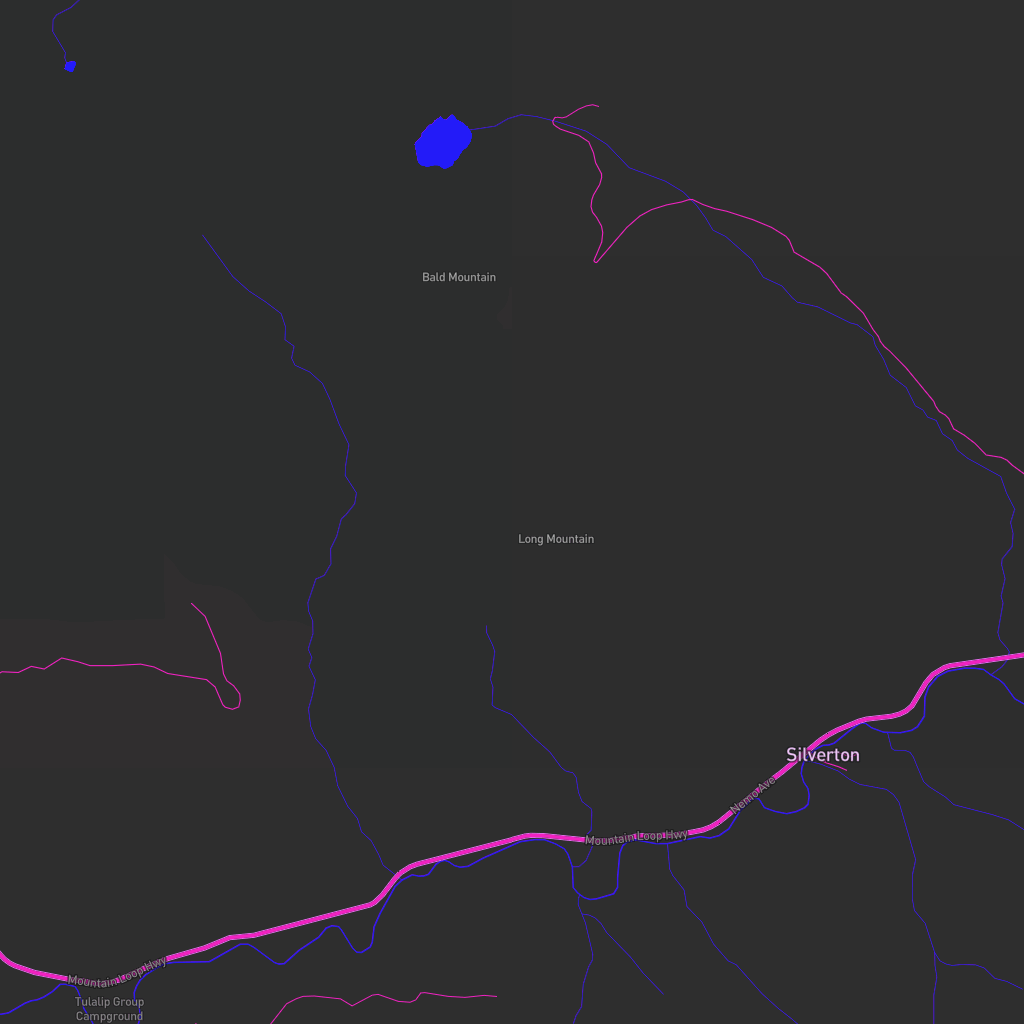 Bald Mountain
Long Mountain
Silverton
Nemo Ave
Mountain Loop Hwy
Mountain Loop Hwy
Tulalip Group
Campground